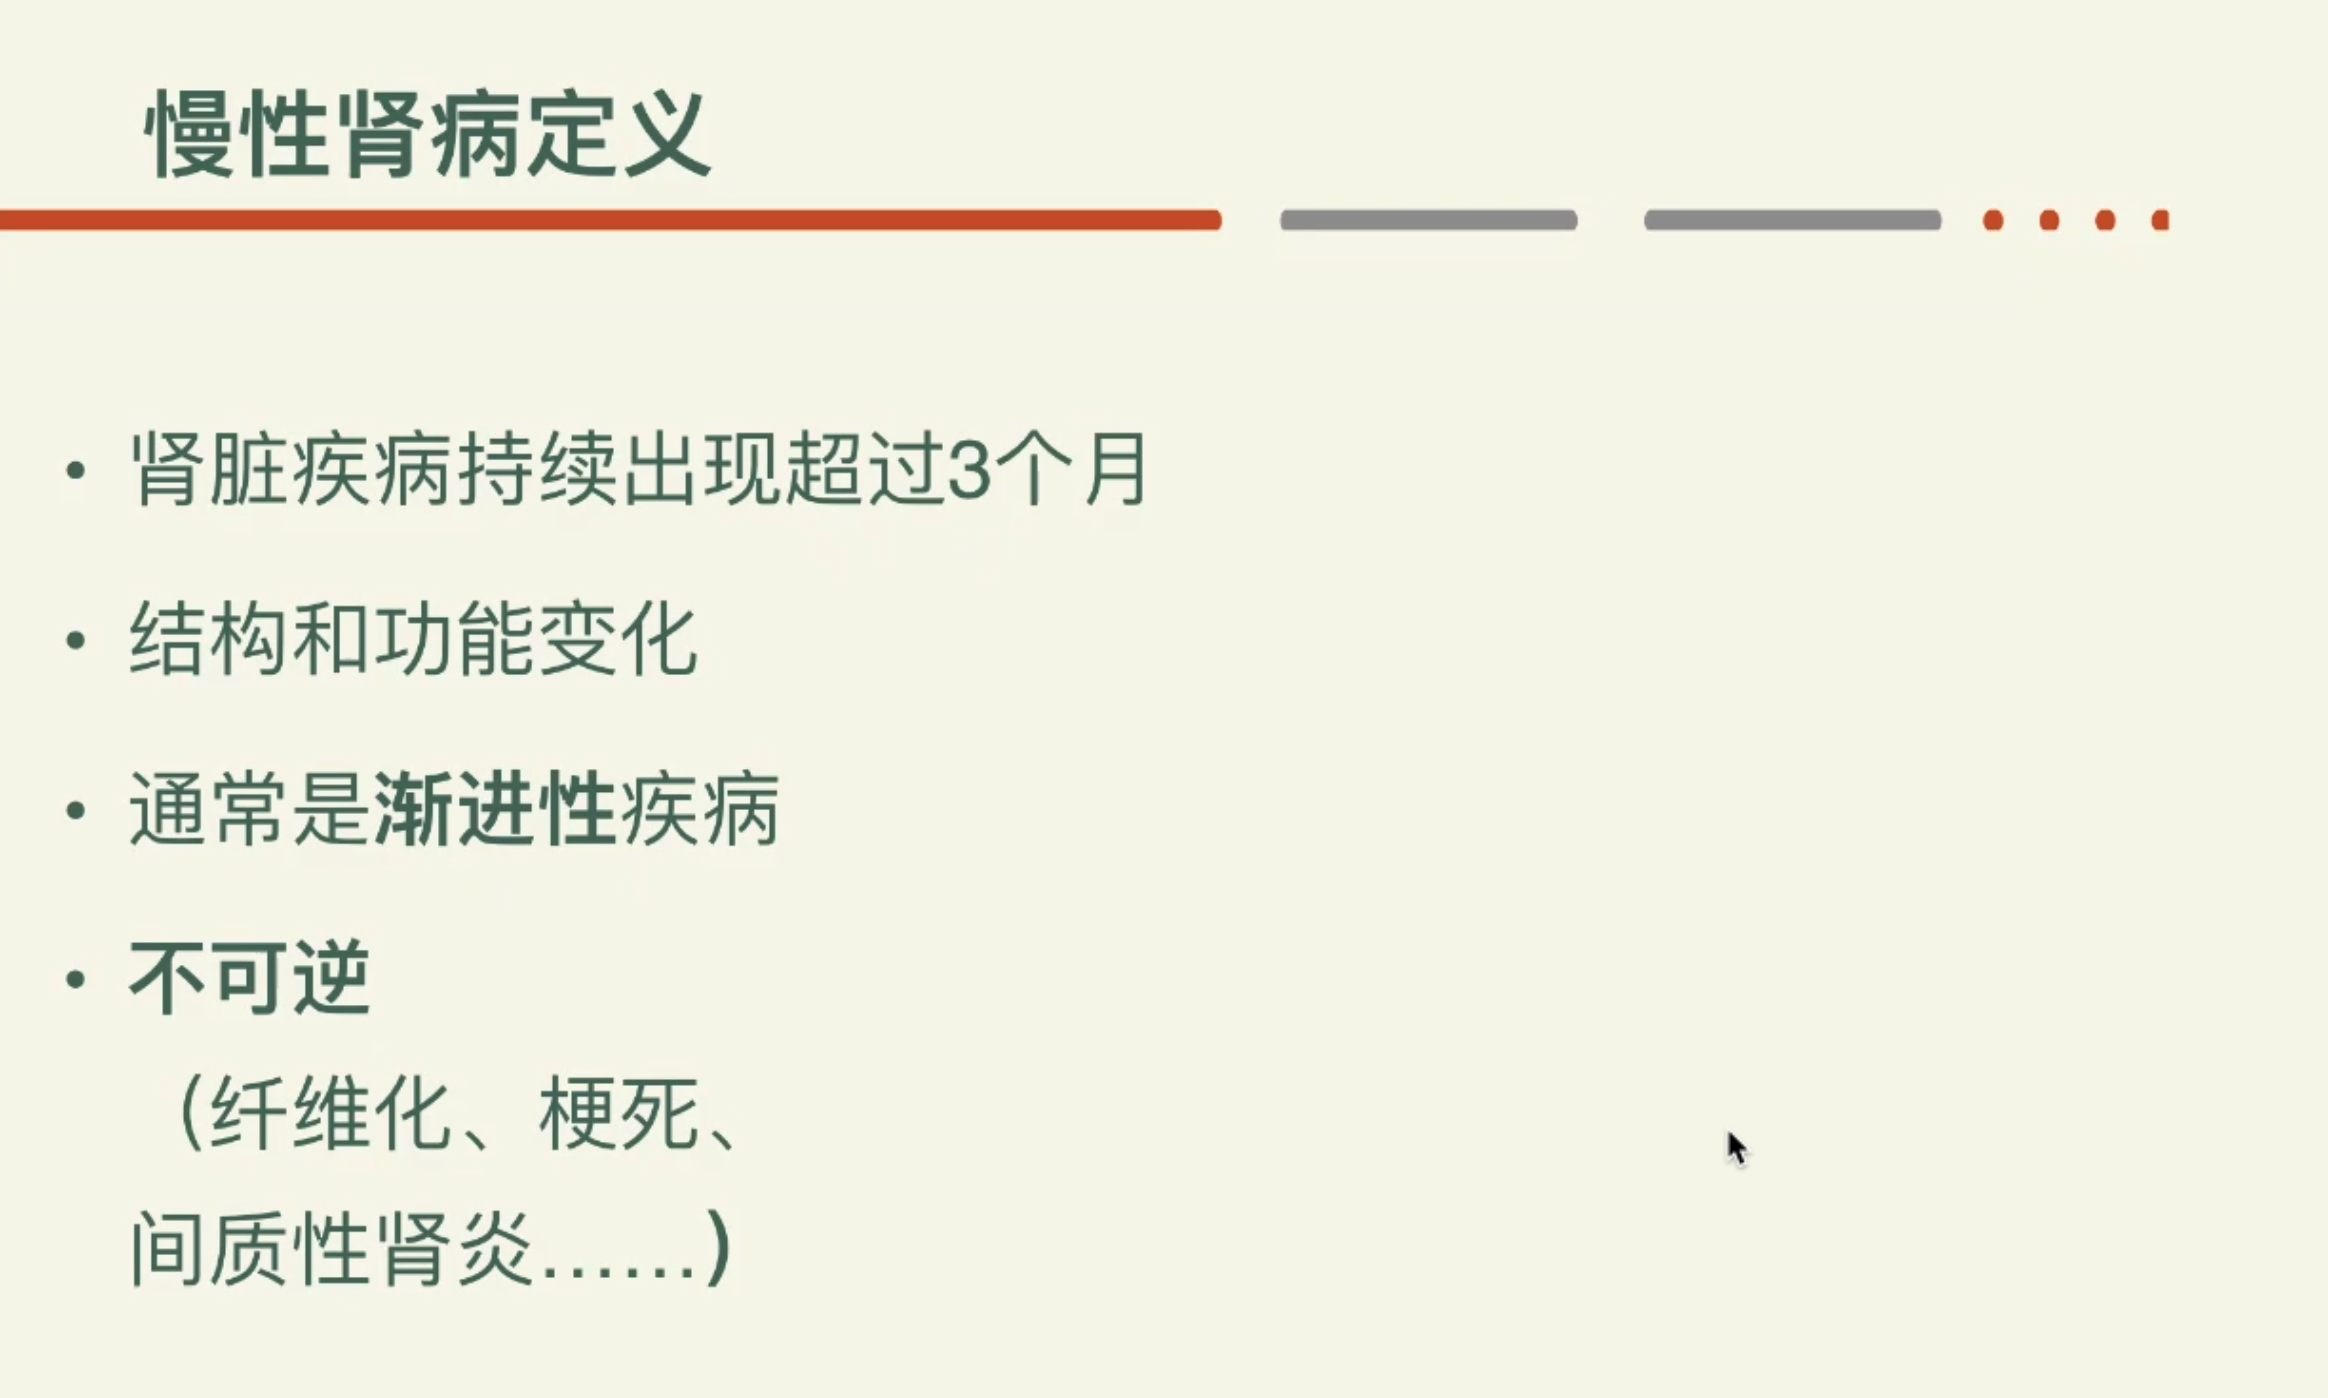 慢性肾病定义
• 肾脏疾病持续出现超过3个月
• 结构和功能变化
• 通常是渐进性疾病
• 不可逆
（纤维化、梗死、
间质性肾炎……）